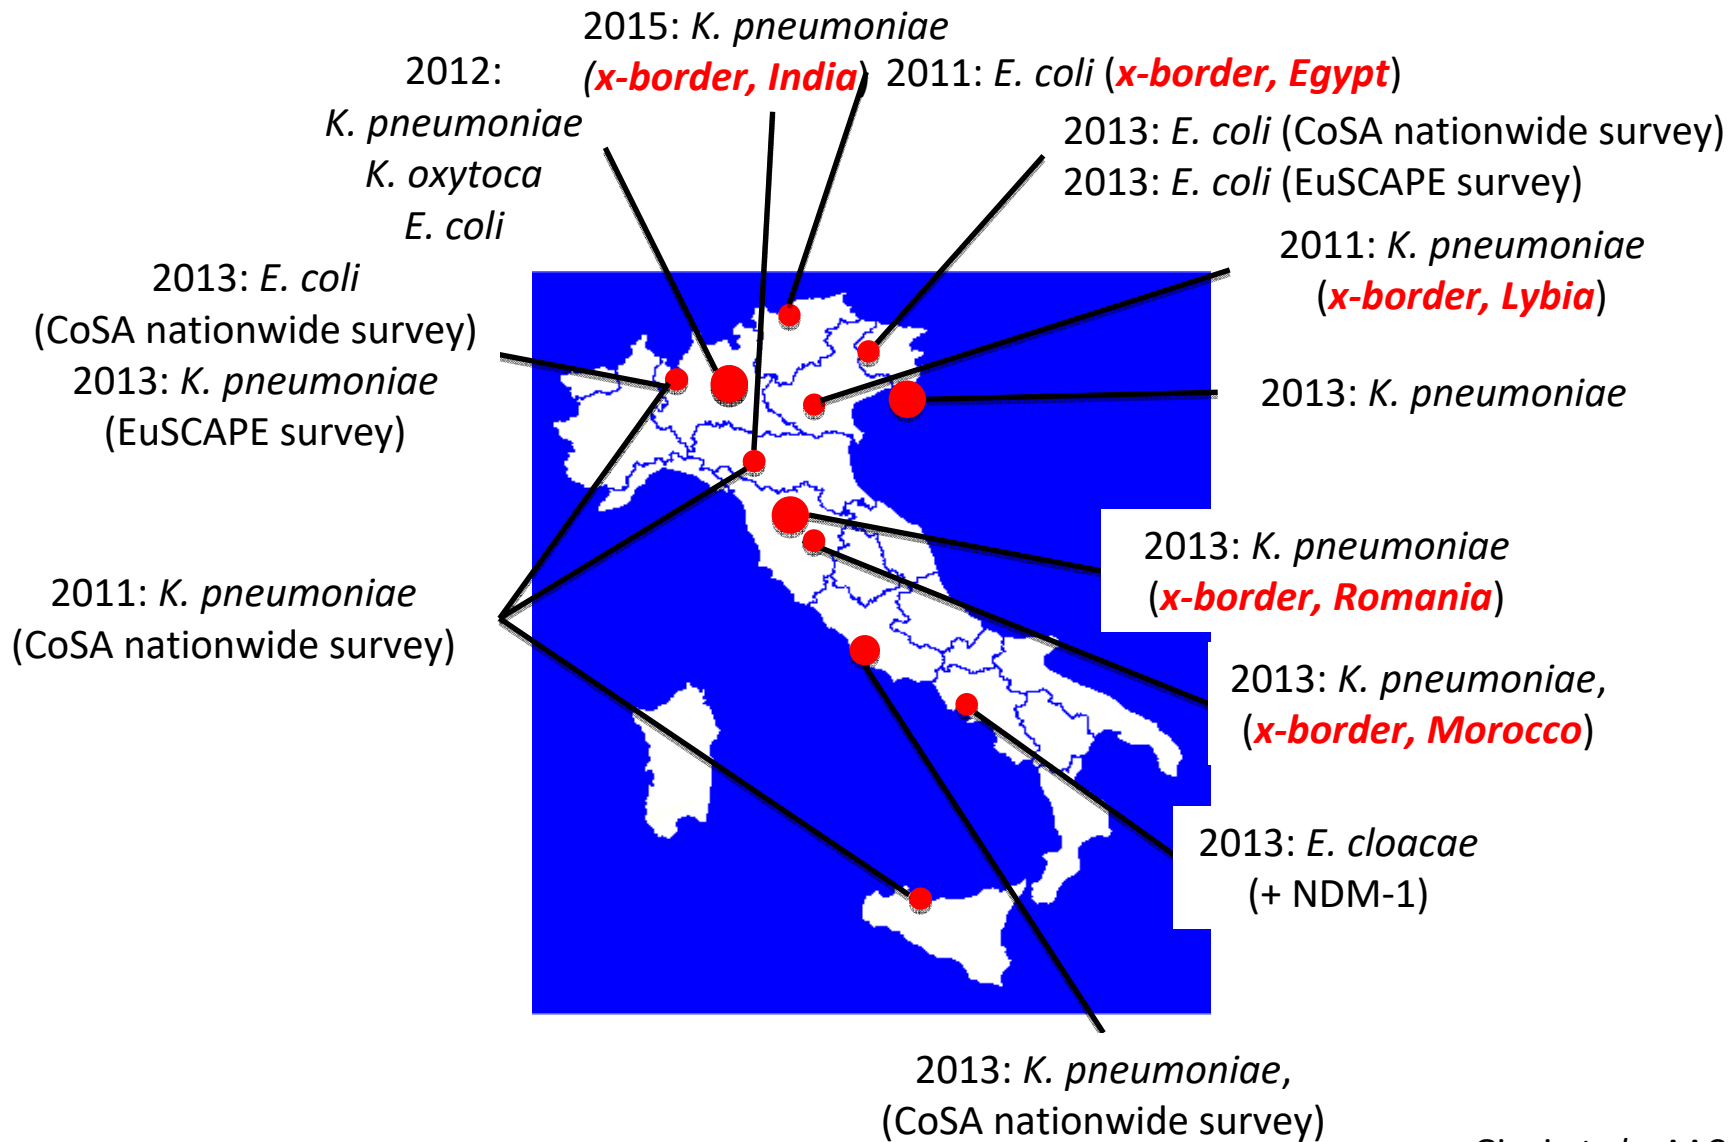 2015: K. pneumoniae
(x-border, India)
2012:
K. pneumoniae
K. oxytoca
E. coli
2011: E. coli (x-border, Egypt)
2013: E. coli (CoSA nationwide survey)
2013: E. coli (EuSCAPE survey)
2011: K. pneumoniae
(x-border, Lybia)
2013: E. coli
(CoSA nationwide survey)
2013: K. pneumoniae
(EuSCAPE survey)
2013: K. pneumoniae
2013: K. pneumoniae
(x-border, Romania)
2011: K. pneumoniae
(CoSA nationwide survey)
2013: K. pneumoniae,
(x-border, Morocco)
2013: E. cloacae
(+ NDM-1)
2013: K. pneumoniae,
(CoSA nationwide survey)